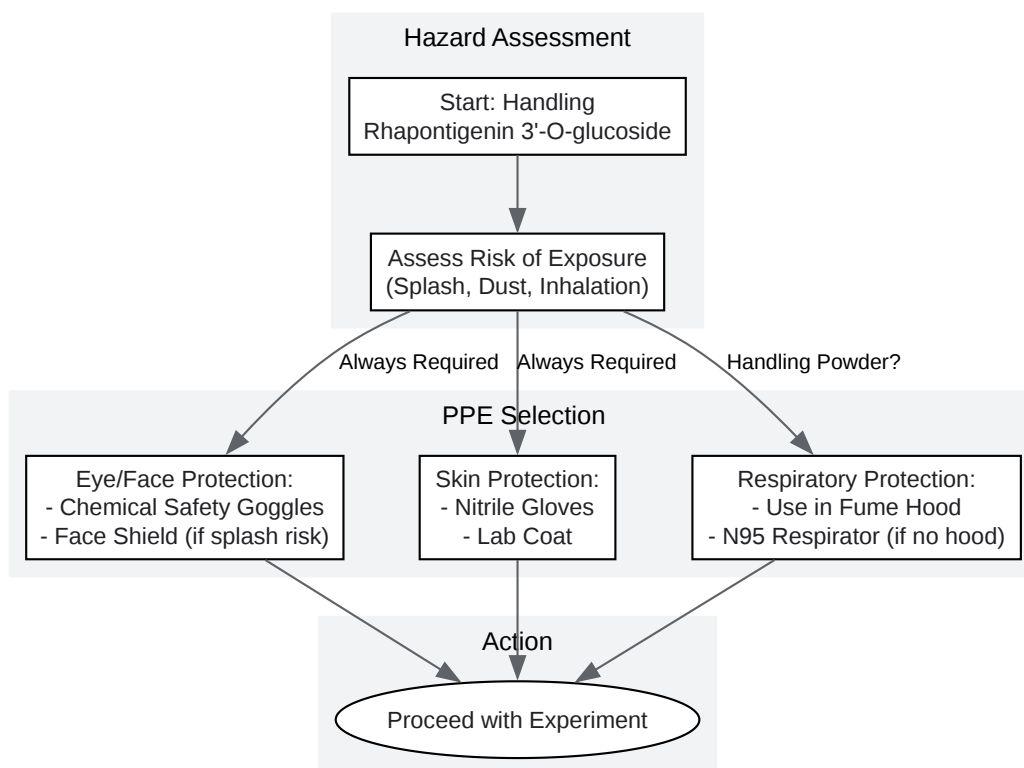 Hazard Assessment
Start: Handling
Rhapontigenin 3'-O-glucoside
Assess Risk of Exposure
(Splash, Dust, Inhalation)
Always Required
Always Required
Handling Powder?
PPE Selection
Eye/Face Protection:
- Chemical Safety Goggles
- Face Shield (if splash risk)
Skin Protection:
- Nitrile Gloves
- Lab Coat
Respiratory Protection:
- Use in Fume Hood
- N95 Respirator (if no hood)
Action
Proceed with Experiment